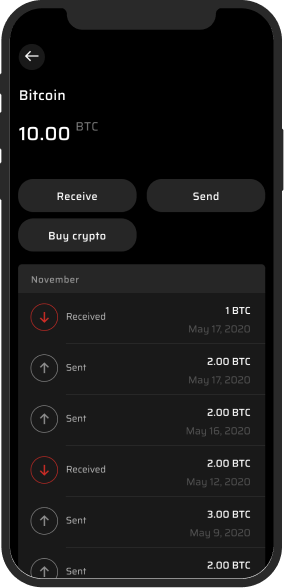 Bitcoin
10.00 BTC
Receive
Send
Buy crypto
November
Received
1 BTC
May 17, 2020
Sent
2.00 BTC
May 17, 2020
Sent
2.00 BTC
May 16, 2020
Received
2.00 BTC
May 12, 2020
Sent
3.00 BTC
May 9, 2020
Sent
2.00 BTC